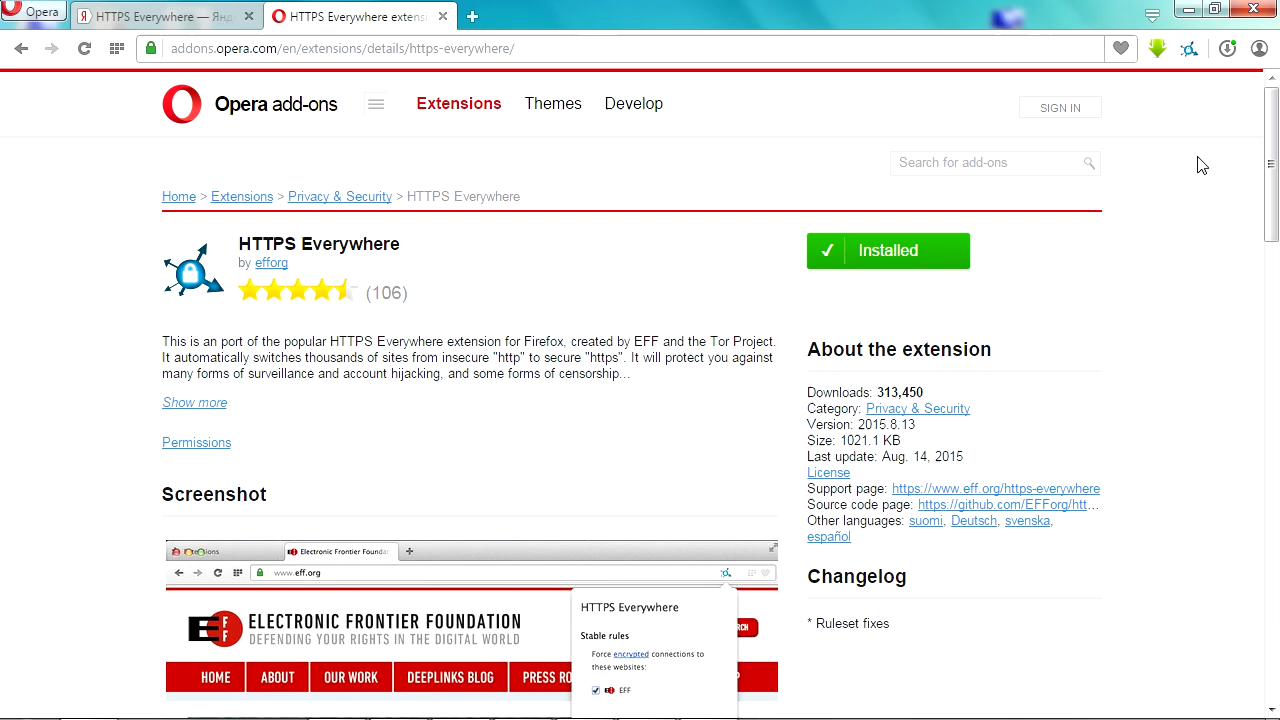 Opera
HTTPS Everywhere — Янд
HTTPS Everywhere extens
addons.opera.com/en/extensions/details/https-everywhere/
Opera add-ons
Extensions
Themes
Develop
SIGN IN
Search for add-ons
Home > Extensions > Privacy & Security > HTTPS Everywhere
HTTPS Everywhere
by eforg
(106)
Installed
This is an port of the popular HTTPS Everywhere extension for Firefox, created by EFF and the Tor Project.
It automatically switches thousands of sites from insecure "http" to secure "https". It will protect you against
many forms of surveillance and account hijacking, and some forms of censorship...
Show more
Permissions
About the extension
Downloads: 313,450
Category: Privacy & Security
Version: 2015.8.13
Size: 1021.1 KB
Last update: Aug. 14, 2015
License
Support page: https://www.eff.org/https-everywhere
Source code page: https://github.com/EFForg/htt...
Other languages: suomi, Deutsch, svenska,
español
Changelog
* Ruleset fixes
Screenshot
Electronic Frontier Founda
www.eff.org
ELECTRONIC FRONTIER FOUNDATION
DEFENDING YOUR RIGHTS IN THE DIGITAL WORLD
HOME
ABOUT
OUR WORK
DEEPLINKS BLOG
PRESS RO
HTTPS Everywhere
Stable rules
Force encrypted connections to
these websites:
EFF